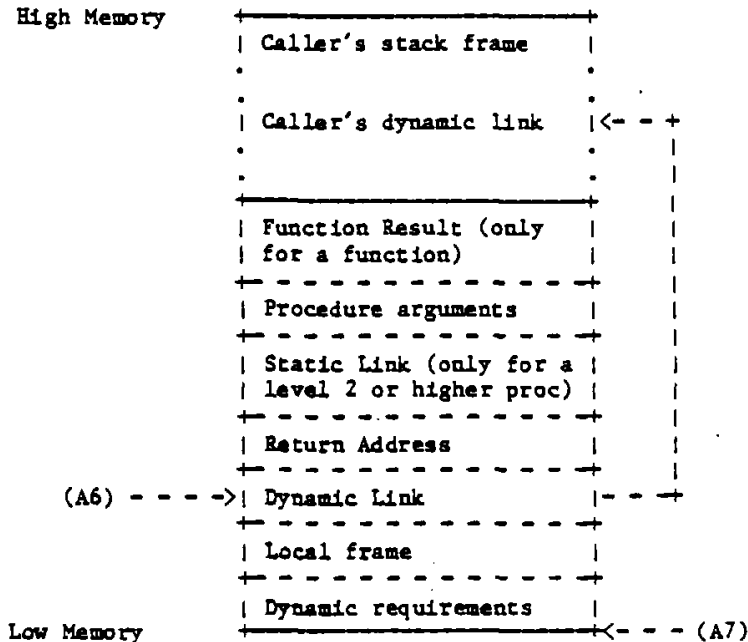 High Memory
Caller's stack frame
Caller's dynamic link
Function Result (only
for a function)
Procedure arguments
Static Link (only for a
level 2 or higher proc)
Return Address
(A6) Dynamic Link
Local frame
Dynamic requirements
Low Memory (A7)